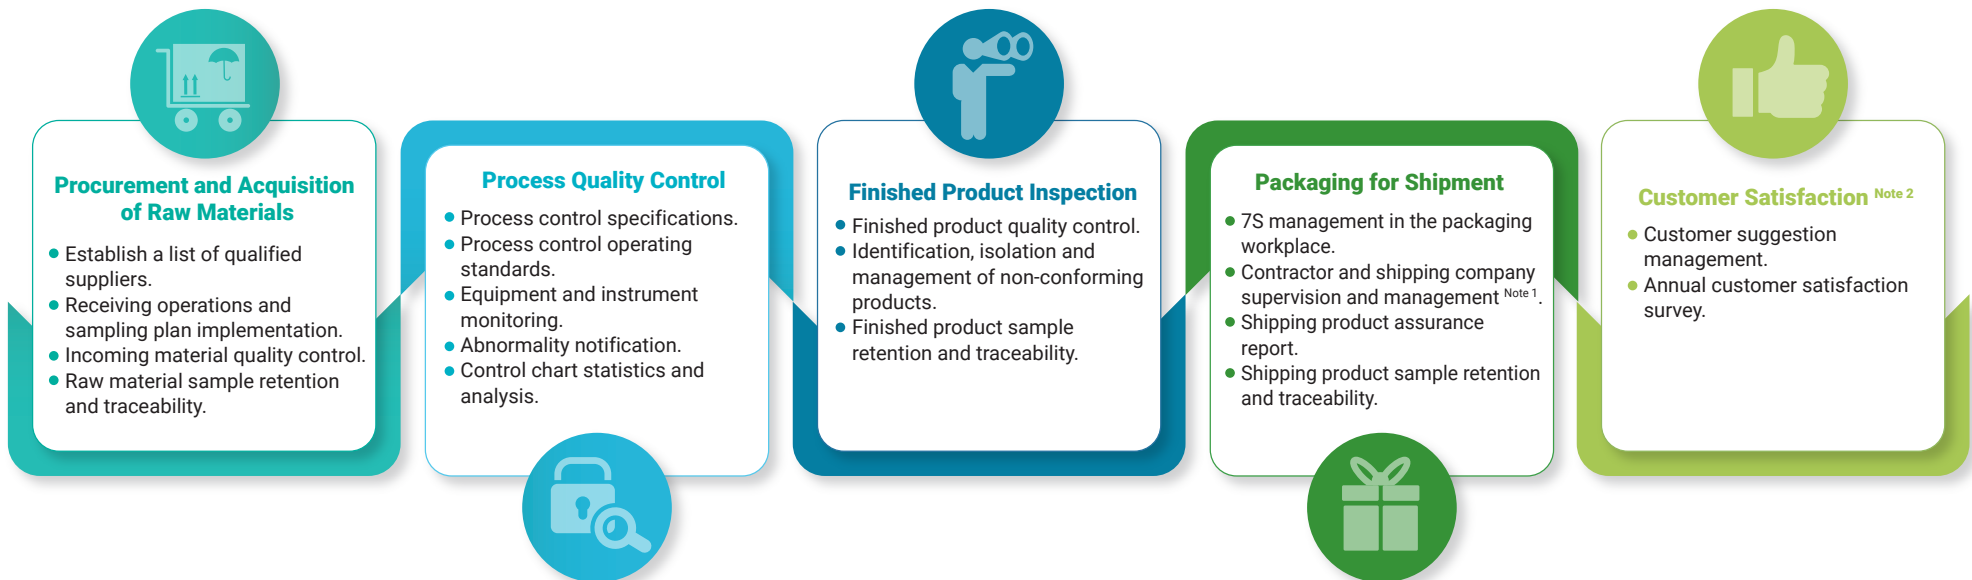 Procurement and Acquisition
of Raw Materials
• Establish a list of qualified
suppliers.
• Receiving operations and
sampling plan implementation.
• Incoming material quality control.
• Raw material sample retention
and traceability.
Process Quality Control
• Process control specifications.
• Process control operating
standards.
• Equipment and instrument
monitoring.
• Abnormality notification.
• Control chart statistics and
analysis.
Finished Product Inspection
• Finished product quality control.
• Identification, isolation and
management of non-conforming
products.
• Finished product sample
retention and traceability.
Packaging for Shipment
• 7S management in the packaging
workplace.
• Contractor and shipping company
supervision and management Note 1.
• Shipping product assurance
report.
• Shipping product sample retention
and traceability.
Customer Satisfaction Note 2
• Customer suggestion
management.
• Annual customer satisfaction
survey.